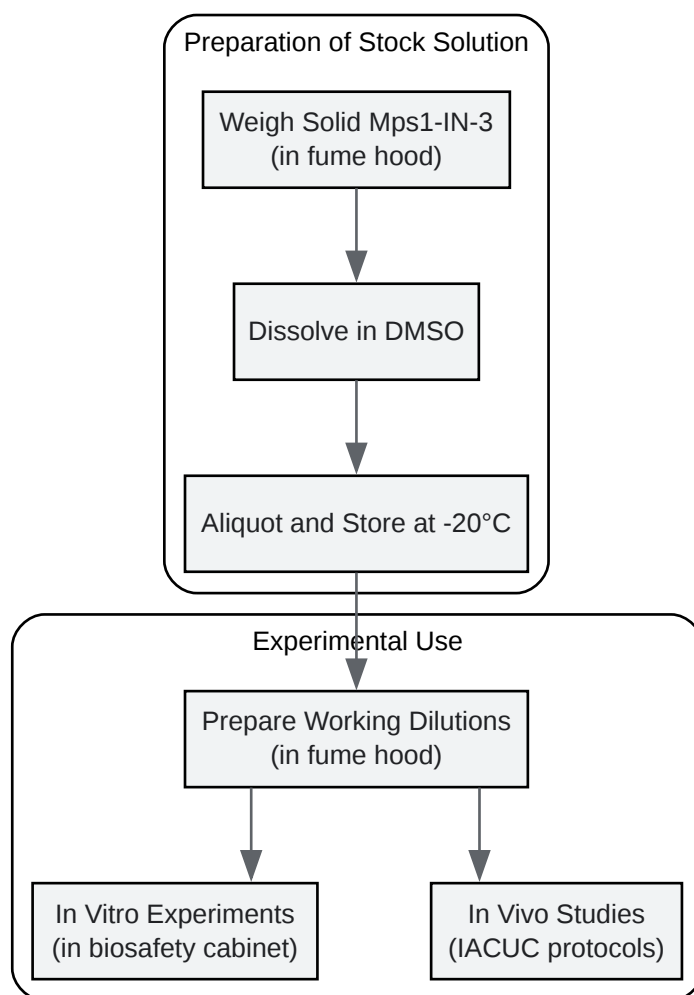 Preparation of Stock Solution
Weigh Solid Mps1-IN-3
(in fume hood)
Dissolve in DMSO
Aliquot and Store at -20°C
Experimental Use
Prepare Working Dilutions
(in fume hood)
In Vitro Experiments
(in biosafety cabinet)
In Vivo Studies
(IACUC protocols)